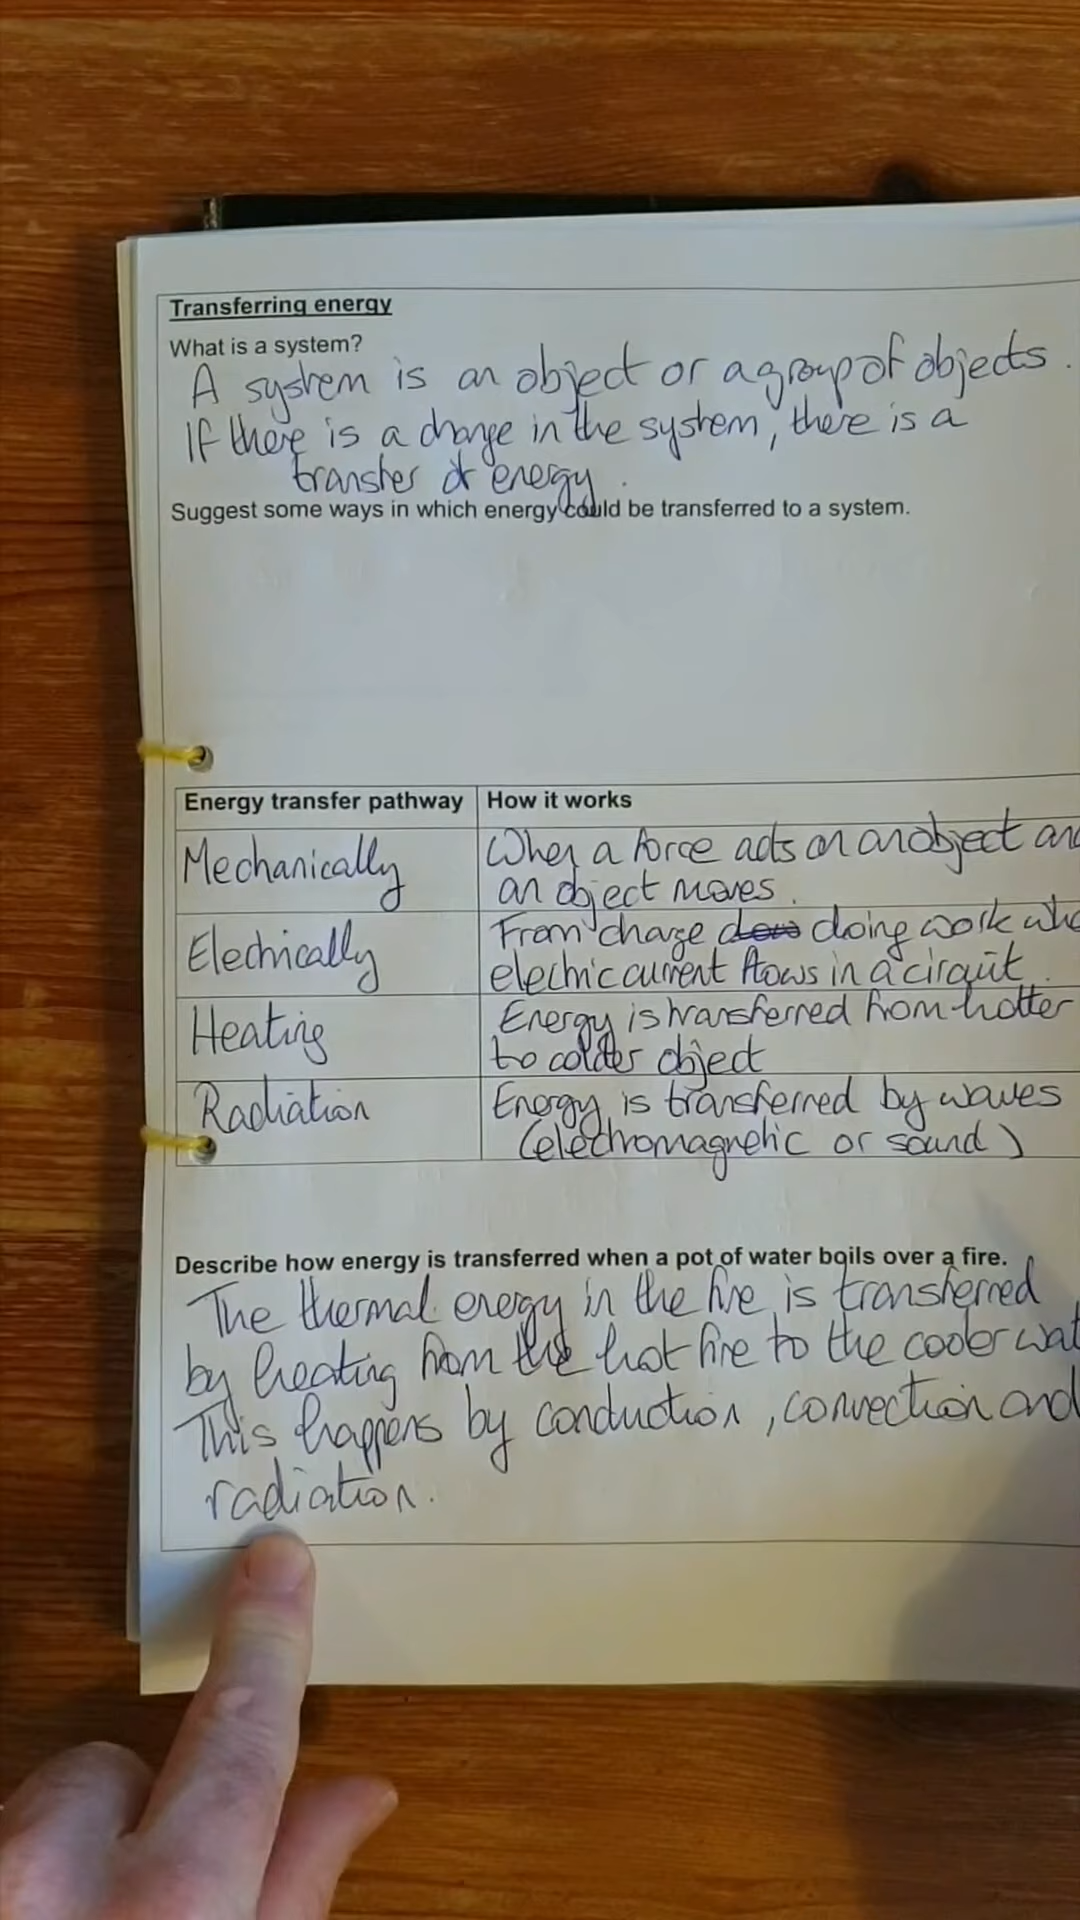 Transferring energy
What is a system?
A system is an object or a group of objects.
If there is a change in the system, there is a
transfer of energy.
Suggest some ways in which energy could be transferred to a system.
Energy transfer pathway How it works
Mechanically When a force acts on an object and
an object moves.
Electrically From charge doing work whe
electric current flows in a circuit.
Heating Energy is transferred from hotter
to colder object
Radiation Energy is transferred by waves
(electromagnetic or sound)
Describe how energy is transferred when a pot of water boils over a fire.
The thermal energy in the fire is transferred
by heating from the hot fire to the cooler wat
This happens by conduction, convection and
radiation.